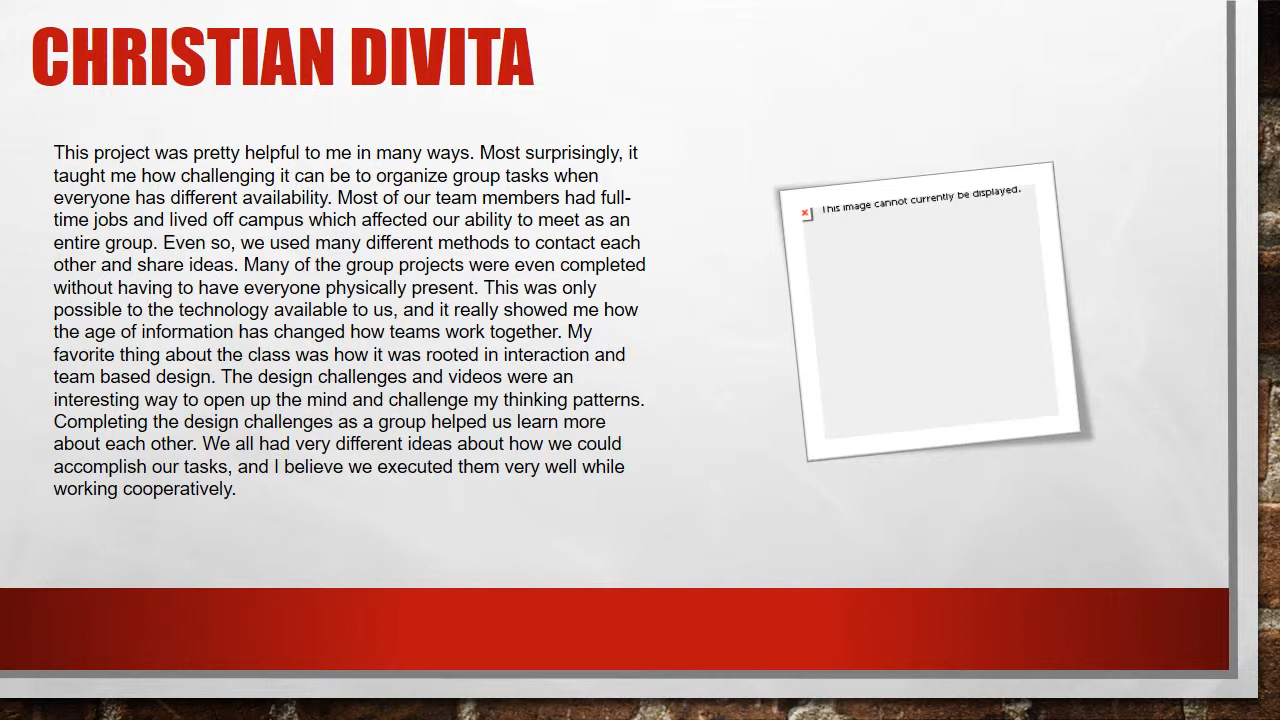 CHRISTIAN DIVITA
This project was pretty helpful to me in many ways. Most surprisingly, it
taught me how challenging it can be to organize group tasks when
everyone has different availability. Most of our team members had full-
time jobs and lived off campus which affected our ability to meet as an
entire group. Even so, we used many different methods to contact each
other and share ideas. Many of the group projects were even completed
without having to have everyone physically present. This was only
possible to the technology available to us, and it really showed me how
the age of information has changed how teams work together. My
favorite thing about the class was how it was rooted in interaction and
team based design. The design challenges and videos were an
interesting way to open up the mind and challenge my thinking patterns.
Completing the design challenges as a group helped us learn more
about each other. We all had very different ideas about how we could
accomplish our tasks, and I believe we executed them very well while
working cooperatively.
This image cannot currently be displayed.